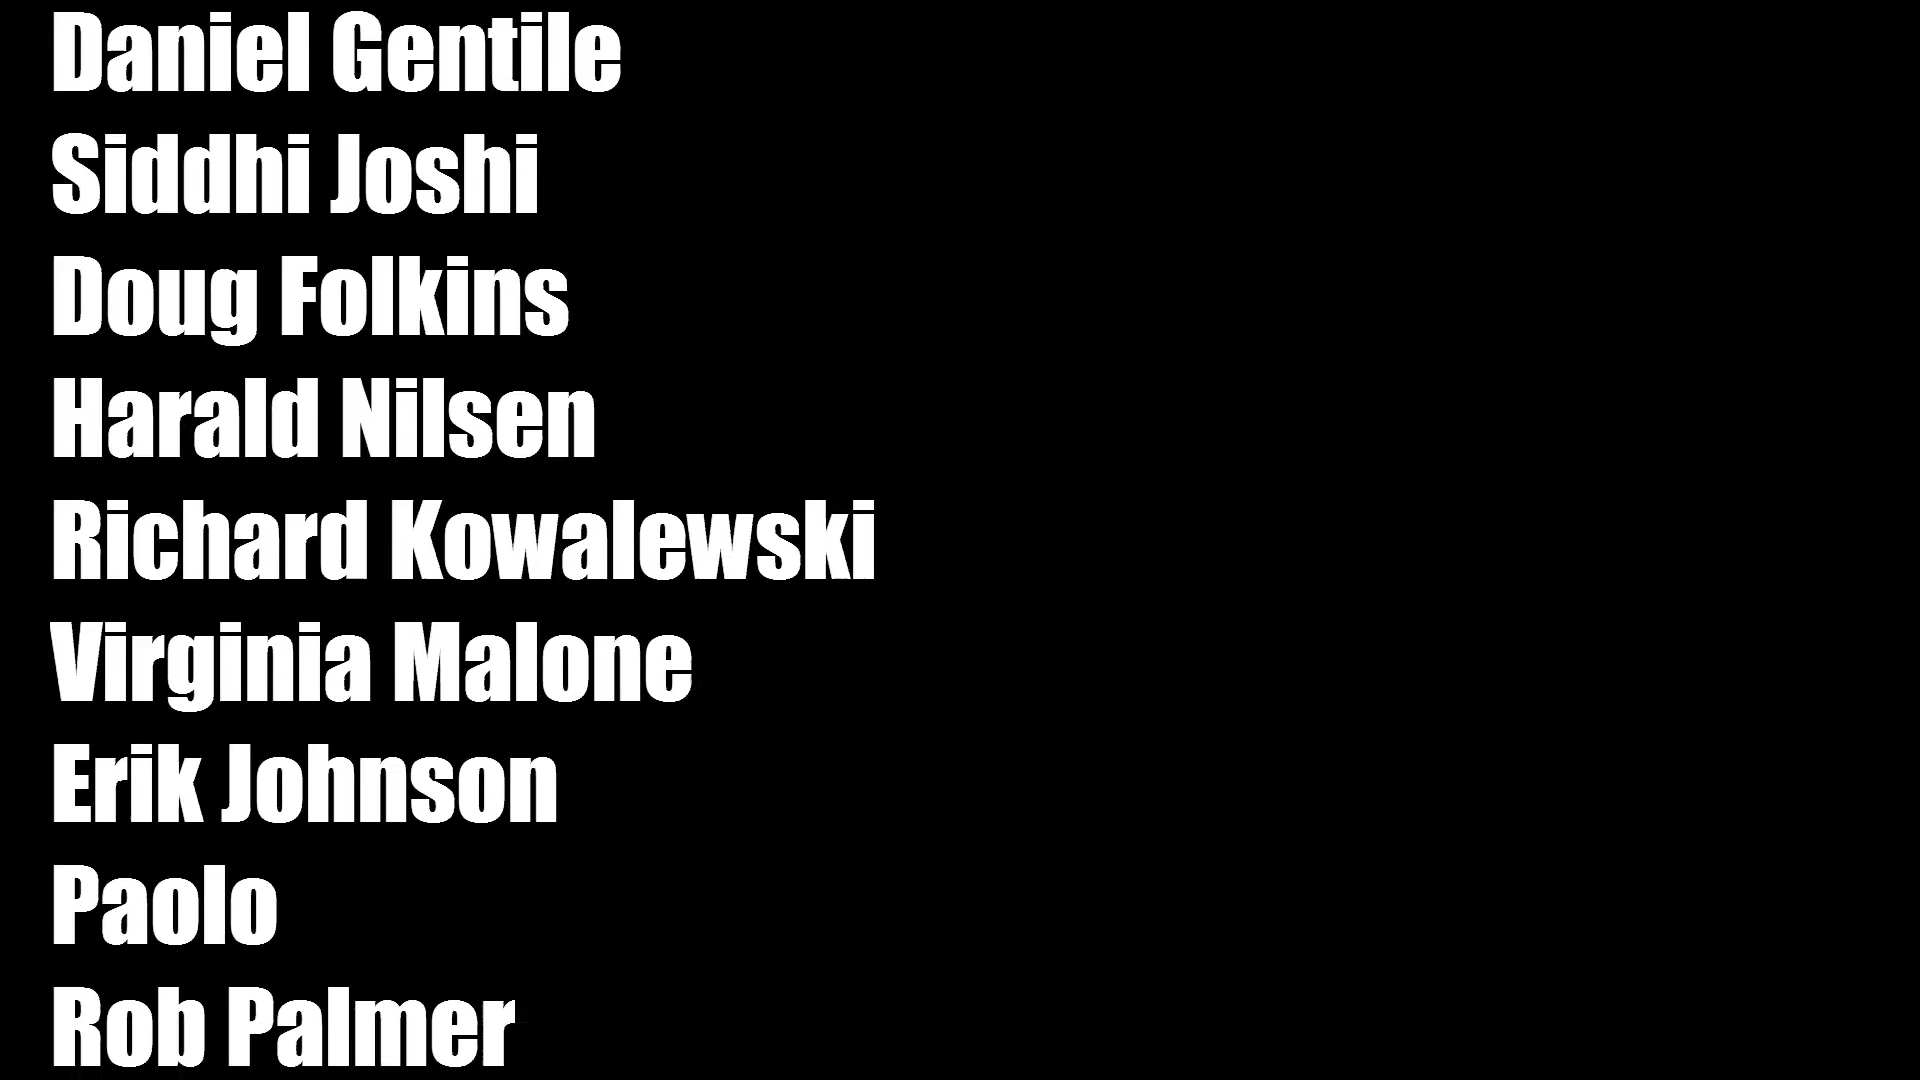 Daniel Gentile
Siddhi Joshi
Doug Folkins
Harald Nilsen
Richard Kowalewski
Virginia Malone
Erik Johnson
Paolo
Rob Palmer